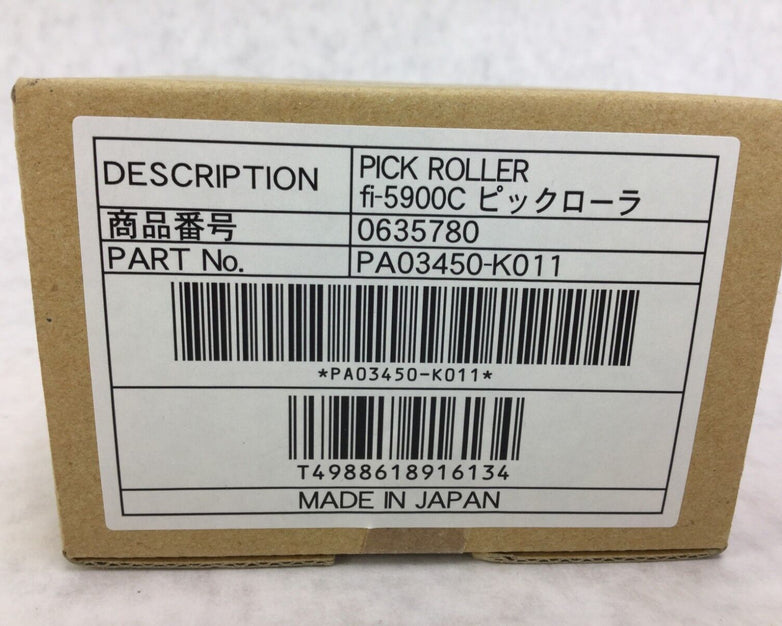 DESCRIPTION
PICK ROLLER
fi-5900C ピックローラ
商品番号 0635780
PART No. PA03450-K011
*PA03450-K011*
T4988618916134
MADE IN JAPAN